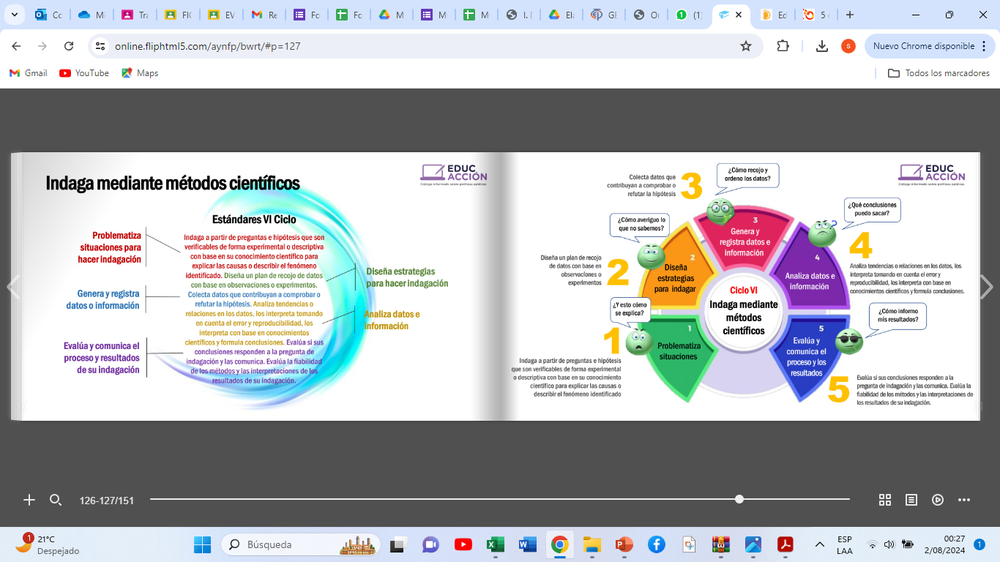 Co
Mi
Tra
FIC
EV
Re
Fo
Fo
M
Mi
Mo
I. I
Ela
GE
On
(1)
Ed
5 c
online.fliphtml5.com/aynfp/bwrt/#p=127
S
Nuevo Chrome disponible
Gmail
YouTube
Maps
Todos los marcadores
Indaga mediante métodos científicos
EDUC
ACCIÓN
Diálogo informado sobre políticas públicas
Estándares VI Ciclo
Problematiza
situaciones para
hacer indagación
Genera y registra
datos o información
Evalúa y comunica el
proceso y resultados
de su indagación
Indaga a partir de preguntas e hipótesis que son
verificables de forma experimental o descriptiva
con base en su conocimiento científico para
explicar las causas o describir el fenómeno
identificado. Diseña un plan de recojo de datos
con base en observaciones o experimentos.
Colecta datos que contribuyan a comprobar o
refutar la hipótesis. Analiza tendencias o
relaciones en los datos, los interpreta tomando
en cuenta el error y reproducibilidad, los
interpreta con base en conocimientos
científicos y formula conclusiones. Evalúa si sus
conclusiones responden a la pregunta de
indagación y las comunica. Evalúa la fiabilidad
de los métodos y las interpretaciones de los
resultados de su indagación.
Diseña estrategias
para hacer indagación
Analiza datos e
información
EDUC
ACCIÓN
Diálogo informado sobre políticas públicas
Colecta datos que
contribuyan a comprobar o
refutar la hipótesis
3
¿Cómo recojo y
ordeno los datos?
¿Cómo averiguo lo
que no sabemos?
¿Qué conclusiones
puedo sacar?
Diseña un plan de recojo
de datos con base en
observaciones o
experimentos
2
4
Analiza tendencias o relaciones en los datos, los
interpreta tomando en cuenta el error y
reproducibilidad, los interpreta con base en
conocimientos científicos y formula conclusiones.
¿Y esto cómo
se explica?
¿Cómo informo
mis resultados?
1
Indaga a partir de preguntas e hipótesis
que son verificables de forma experimental
o descriptiva con base en su conocimiento
científico para explicar las causas o
describir el fenómeno identificado
5
Evalúa si sus conclusiones responden a la
pregunta de indagación y las comunica. Evalúa la
fiabilidad de los métodos y las interpretaciones de
los resultados de su indagación.
1
Problematiza
situaciones
2
Diseña
estrategias
para indagar
3
Genera y
registra datos e
información
4
Analiza datos e
información
5
Evalúa y
comunica el
proceso y los
resultados
Ciclo VI
Indaga mediante
métodos
científicos
126-127/151
1
21°C
Despejado
Búsqueda
ESP
LAA
00:27
2/08/2024
1